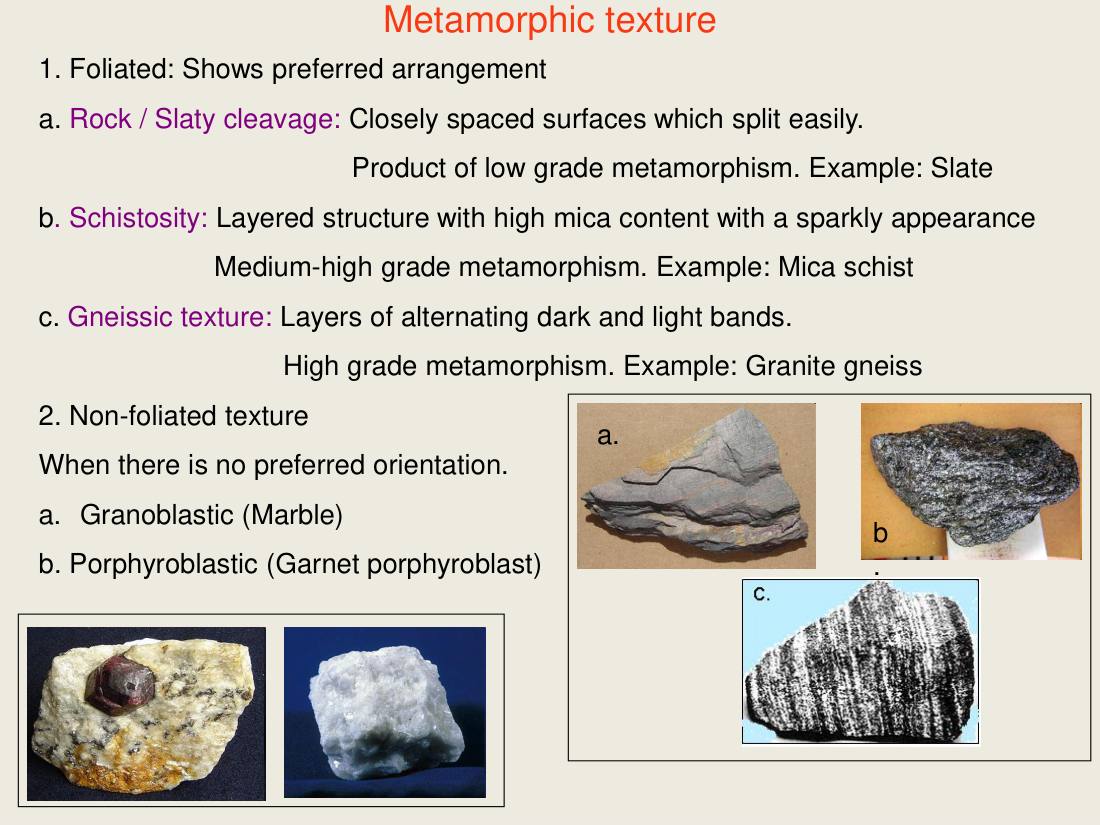 Metamorphic texture
1. Foliated: Shows preferred arrangement
a. Rock / Slaty cleavage: Closely spaced surfaces which split easily.
Product of low grade metamorphism. Example: Slate
b. Schistosity: Layered structure with high mica content with a sparkly appearance
Medium-high grade metamorphism. Example: Mica schist
c. Gneissic texture: Layers of alternating dark and light bands.
High grade metamorphism. Example: Granite gneiss
2. Non-foliated texture
When there is no preferred orientation.
a. Granoblastic (Marble)
b. Porphyroblastic (Garnet porphyroblast)
a.
b
.
c.